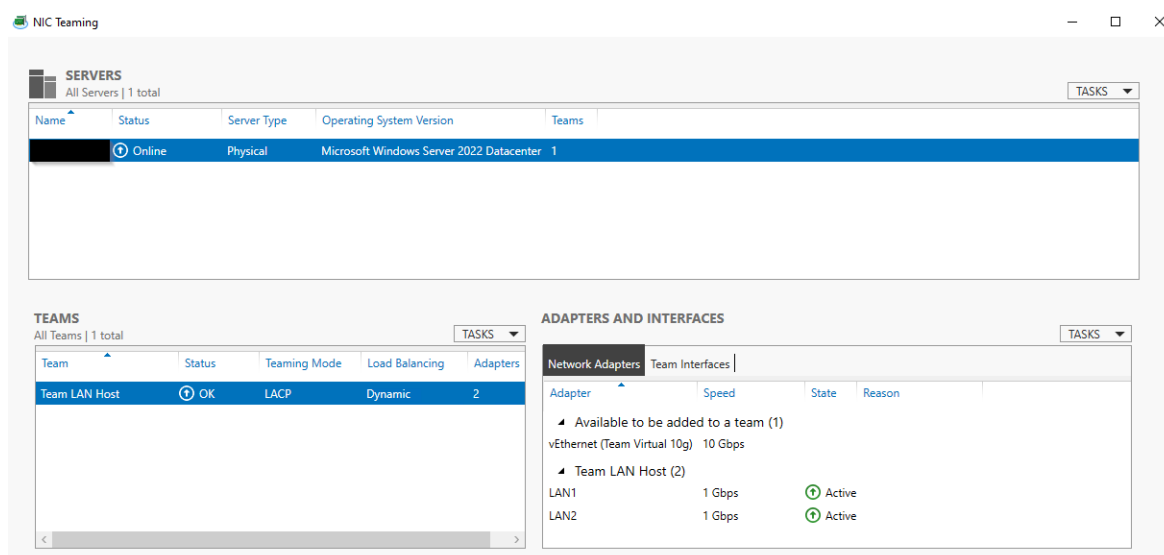 NIC Teaming
SERVERS
All Servers | 1 total
TASKS
Name Status Server Type Operating System Version Teams
Online Physical Microsoft Windows Server 2022 Datacenter 1
TEAMS
All Teams | 1 total
TASKS
Team Status Teaming Mode Load Balancing Adapters
Team LAN Host OK LACP Dynamic 2
ADAPTERS AND INTERFACES
TASKS
Network Adapters Team Interfaces
Adapter Speed State Reason
Available to be added to a team (1)
vEthernet (Team Virtual 10g) 10 Gbps
Team LAN Host (2)
LAN1 1 Gbps Active
LAN2 1 Gbps Active